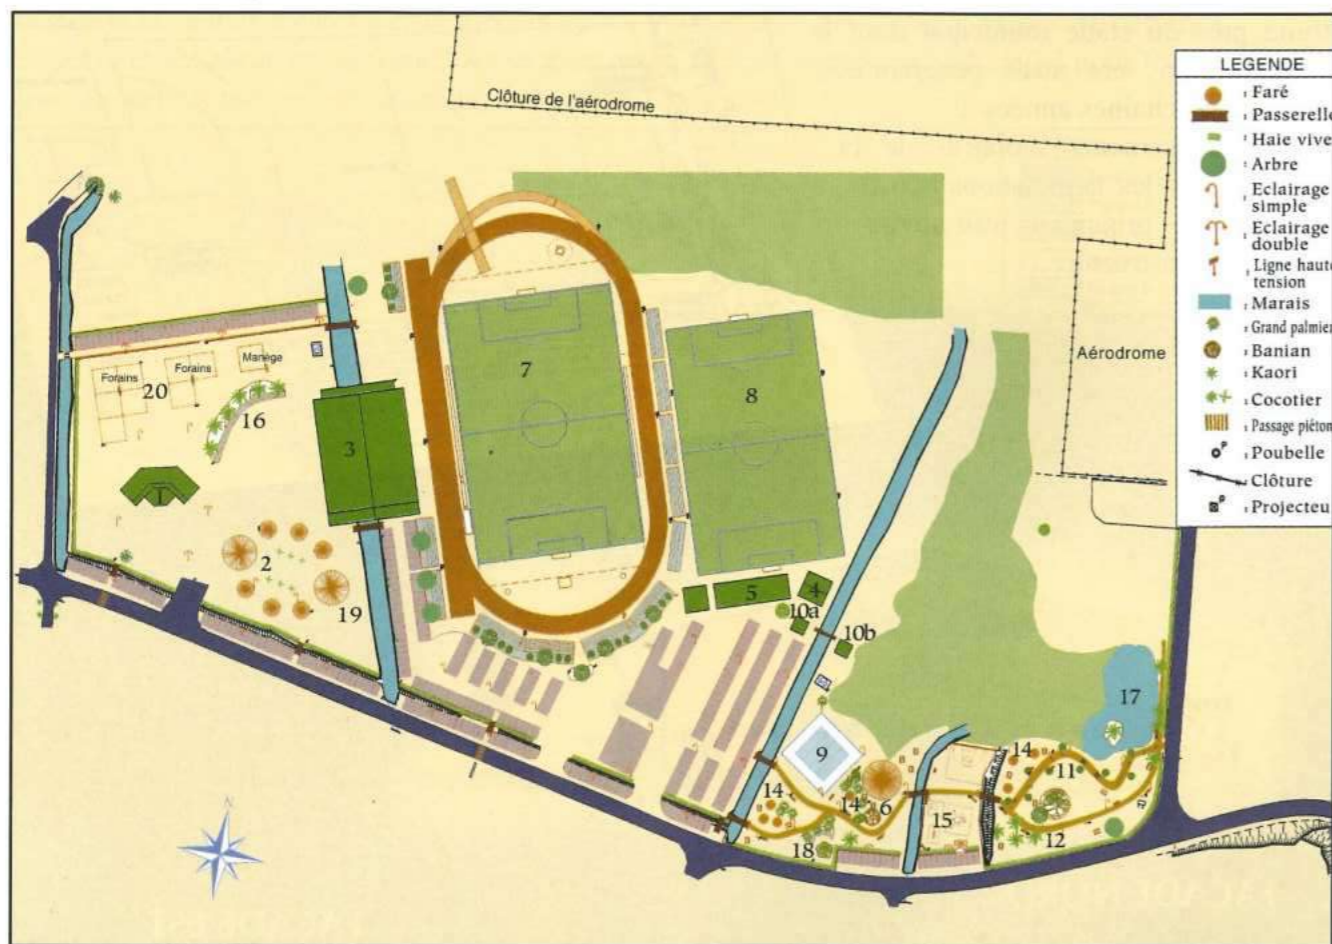 Clôture de l'aérodrome
LEGENDE
Faré
Passerelle
Haie vive
Arbre
Eclairage
simple
Eclairage
double
Ligne haute
tension
Marais
Grand palmier
Banian
Kaori
Cocotier
Passage piéton
Poubelle
Clôture
Projecteu
Aérodrome
Forains
Forains
Manège
20
16
1
2
19
3
7
8
5
4
10a
10b
9
17
14
14
14
6
11
15
12
18
N